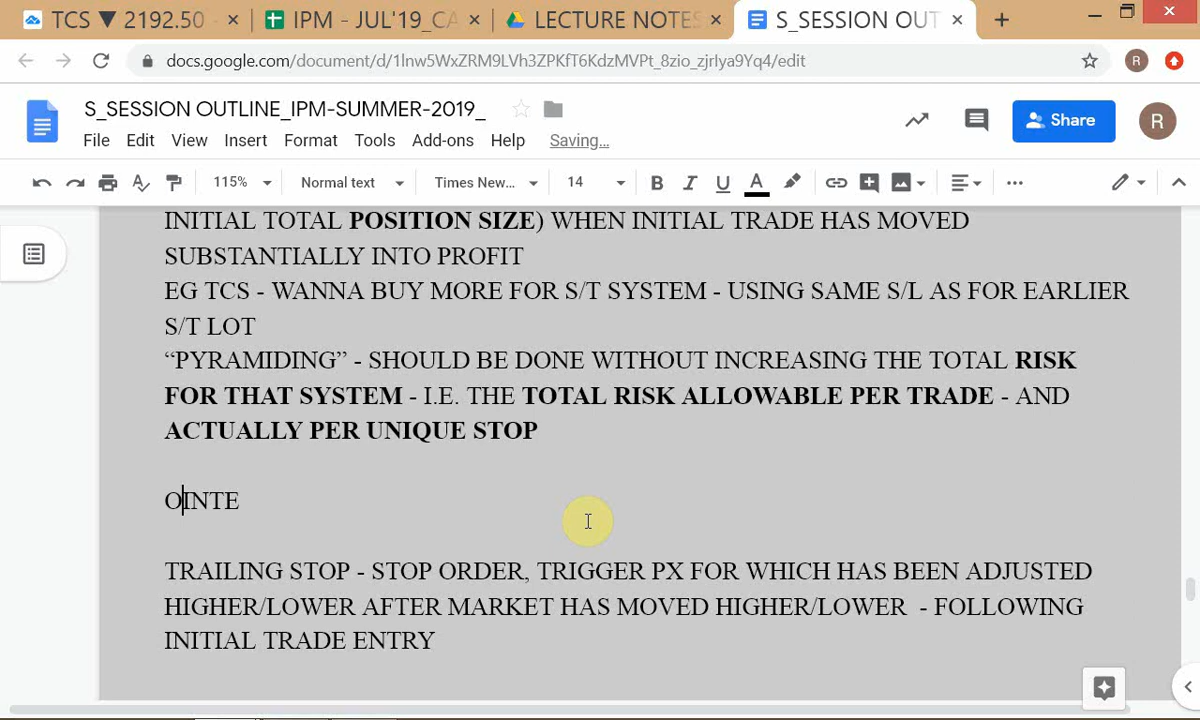 TCS ▼ 2192.50
IPM - JUL'19_CA
LECTURE NOTES
S_SESSION OUT
docs.google.com/document/d/1lnw5WxZRM9LVh3ZPKfT6KdzMVPt_8zio_zjrIya9Yq4/edit
R
S_SESSION OUTLINE_IPM-SUMMER-2019_
File Edit View Insert Format Tools Add-ons Help Saving...
Share
R
115% Normal text Times New... 14 B I U A
INITIAL TOTAL POSITION SIZE) WHEN INITIAL TRADE HAS MOVED
SUBSTANTIALLY INTO PROFIT
EG TCS - WANNA BUY MORE FOR S/T SYSTEM - USING SAME S/L AS FOR EARLIER
S/T LOT
“PYRAMIDING” - SHOULD BE DONE WITHOUT INCREASING THE TOTAL RISK
FOR THAT SYSTEM - I.E. THE TOTAL RISK ALLOWABLE PER TRADE - AND
ACTUALLY PER UNIQUE STOP
OINTE
TRAILING STOP - STOP ORDER, TRIGGER PX FOR WHICH HAS BEEN ADJUSTED
HIGHER/LOWER AFTER MARKET HAS MOVED HIGHER/LOWER - FOLLOWING
INITIAL TRADE ENTRY